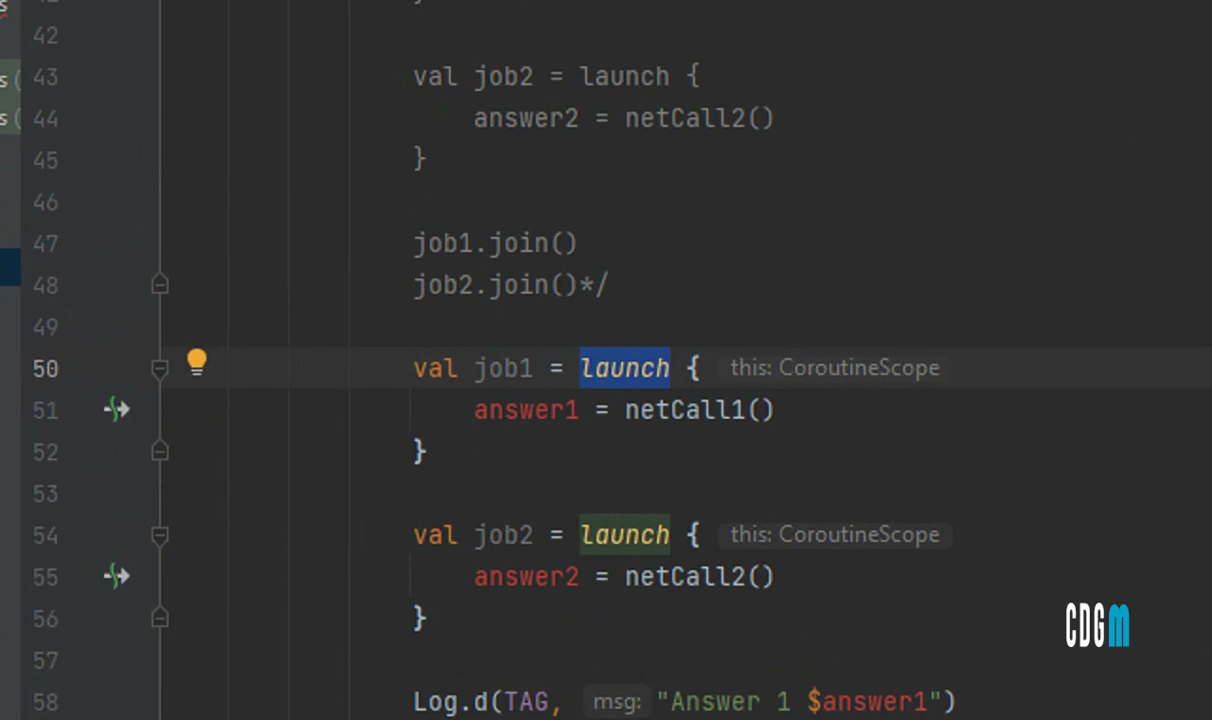 42
43 val job2 = launch {
44 answer2 = netCall2()
45 }
46
47 job1.join()
48 job2.join()*/
49
50 val job1 = launch { this: CoroutineScope
51 answer1 = netCall1()
52 }
53
54 val job2 = launch { this: CoroutineScope
55 answer2 = netCall2()
56 }
57
58 Log.d(TAG, msg: "Answer 1 $answer1")
s
s (
s (
CDGM